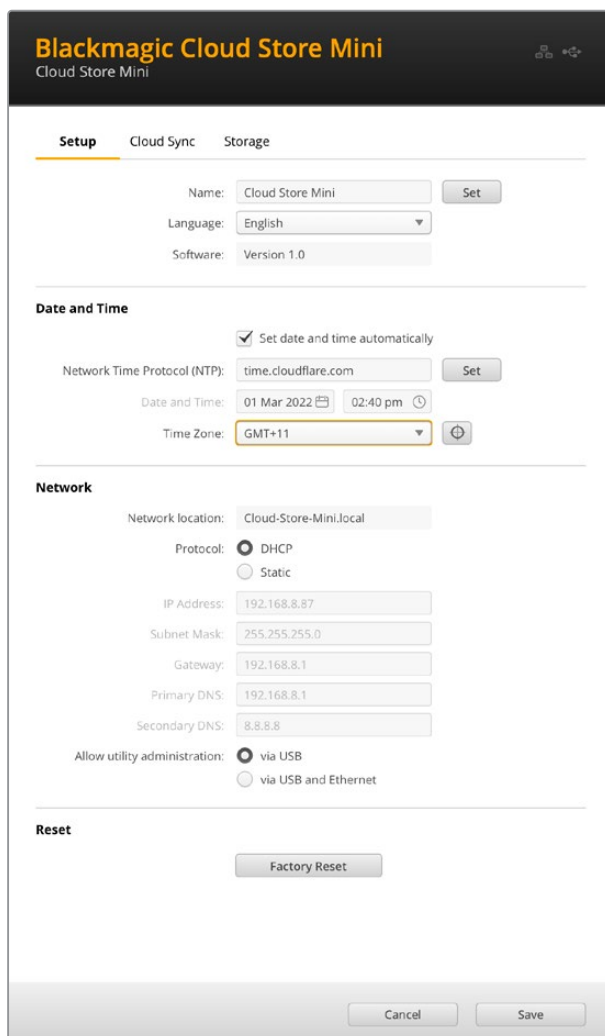 Blackmagic Cloud Store Mini
Cloud Store Mini
Setup Cloud Sync Storage
Name: Cloud Store Mini Set
Language: English
Software: Version 1.0
Date and Time
Set date and time automatically
Network Time Protocol (NTP): time.cloudflare.com Set
Date and Time: 01 Mar 2022 02:40 pm
Time Zone: GMT+11
Network
Network location: Cloud-Store-Mini.local
Protocol: DHCP
Static
IP Address: 192.168.8.87
Subnet Mask: 255.255.255.0
Gateway: 192.168.8.1
Primary DNS: 192.168.8.1
Secondary DNS: 8.8.8.8
Allow utility administration: via USB
via USB and Ethernet
Reset
Factory Reset
Cancel Save